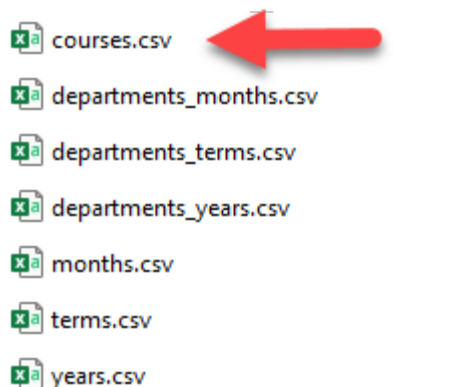 courses.csv
departments_months.csv
departments_terms.csv
departments_years.csv
months.csv
terms.csv
years.csv